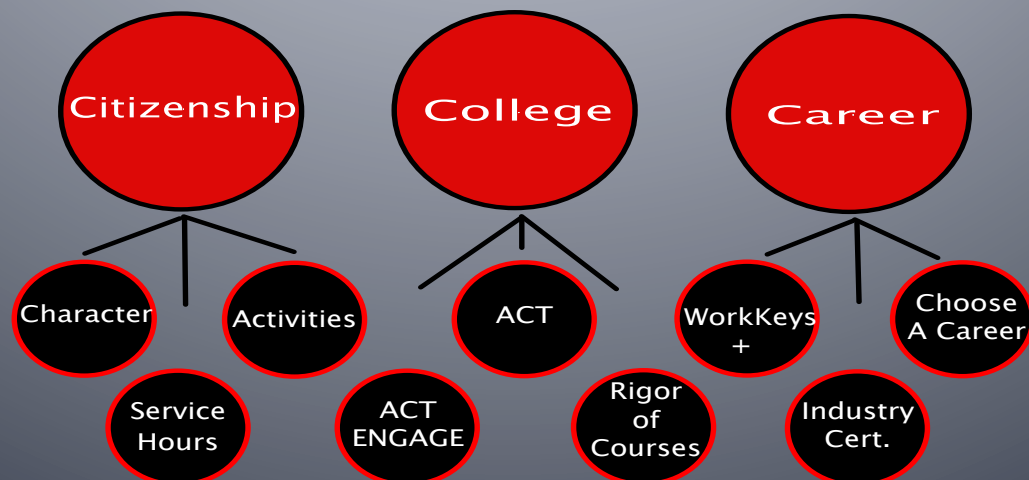 Citizenship
College
Career
Character
Service
Hours
Activities
ACT
ENGAGE
ACT
Rigor
of
Courses
WorkKeys
+
Industry
Cert.
Choose
A Career